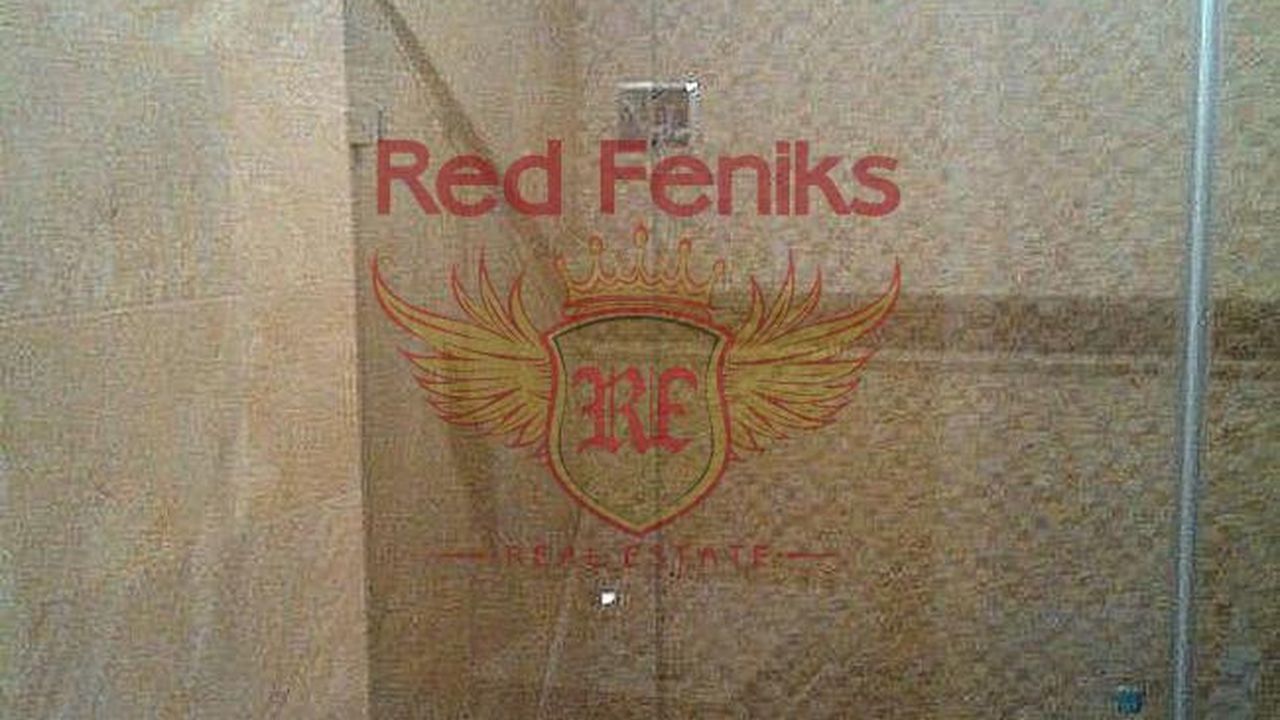 Red Feniks
RF
REAL ESTATE